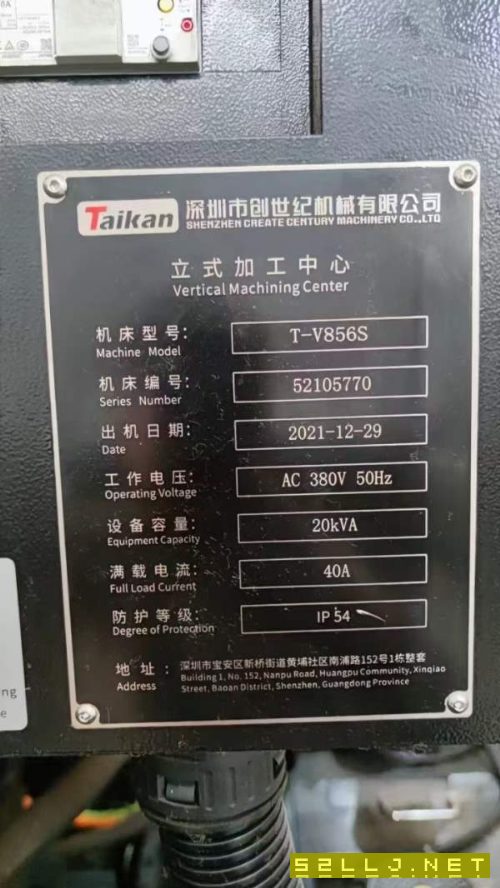 Taikan
深圳市创世纪机械有限公司
SHENZHEN CREATE CENTURY MACHINERY CO.,LTD
立式加工中心
Vertical Machining Center
机床型号: T-V856S
Machine Model
机床编号: 52105770
Series Number
出机日期: 2021-12-29
Date
工作电压: AC 380V 50Hz
Operating Voltage
设备容量: 20kVA
Equipment Capacity
满载电流: 40A
Full Load Current
防护等级: IP 54
Degree of Protection
地址: 深圳市宝安区新桥街道黄埔社区南浦路152号1栋整套
Address Building 1, No. 152, Nanpu Road, Huangpu Community, Xinqiao
Street, Baoan District, Shenzhen, Guangdong Province
52LLJ.NET